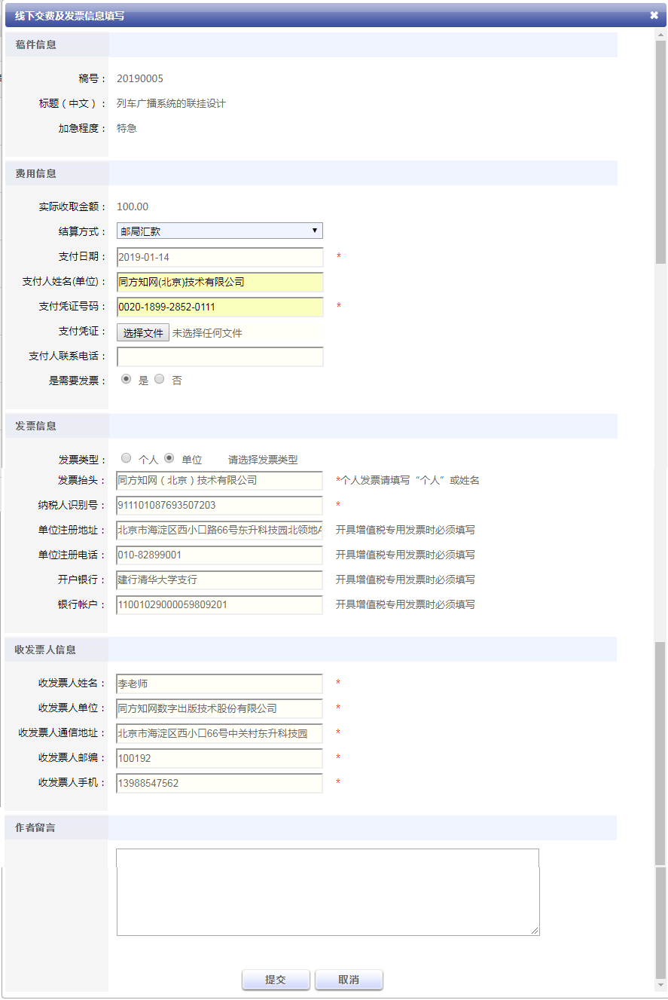 线下交费及发票信息填写
稿件信息
稿号： 20190005
标题（中文）： 列车广播系统的联挂设计
加急程度： 特急
费用信息
实际收取金额： 100.00
结算方式： 邮局汇款
支付日期： 2019-01-14 *
支付人姓名(单位)： 同方知网(北京)技术有限公司
支付凭证号码： 0020-1899-2852-0111 *
支付凭证： 选择文件 未选择任何文件
支付人联系电话：
是需要发票： 是 否
发票信息
发票类型： 个人 单位 请选择发票类型
发票抬头： 同方知网（北京）技术有限公司 *个人发票请填写“个人”或姓名
纳税人识别号： 911101087693507203 *
单位注册地址： 北京市海淀区西小口路66号东升科技园北领地A 开具增值税专用发票时必须填写
单位注册电话： 010-82899001 开具增值税专用发票时必须填写
开户银行： 建行清华大学支行 开具增值税专用发票时必须填写
银行帐户： 11001029000059809201 开具增值税专用发票时必须填写
收发票人信息
收发票人姓名： 李老师 *
收发票人单位： 同方知网数字出版技术股份有限公司 *
收发票人通信地址： 北京市海淀区西小口66号中关村东升科技园 *
收发票人邮编： 100192 *
收发票人手机： 13988547562 *
作者留言
提交 取消